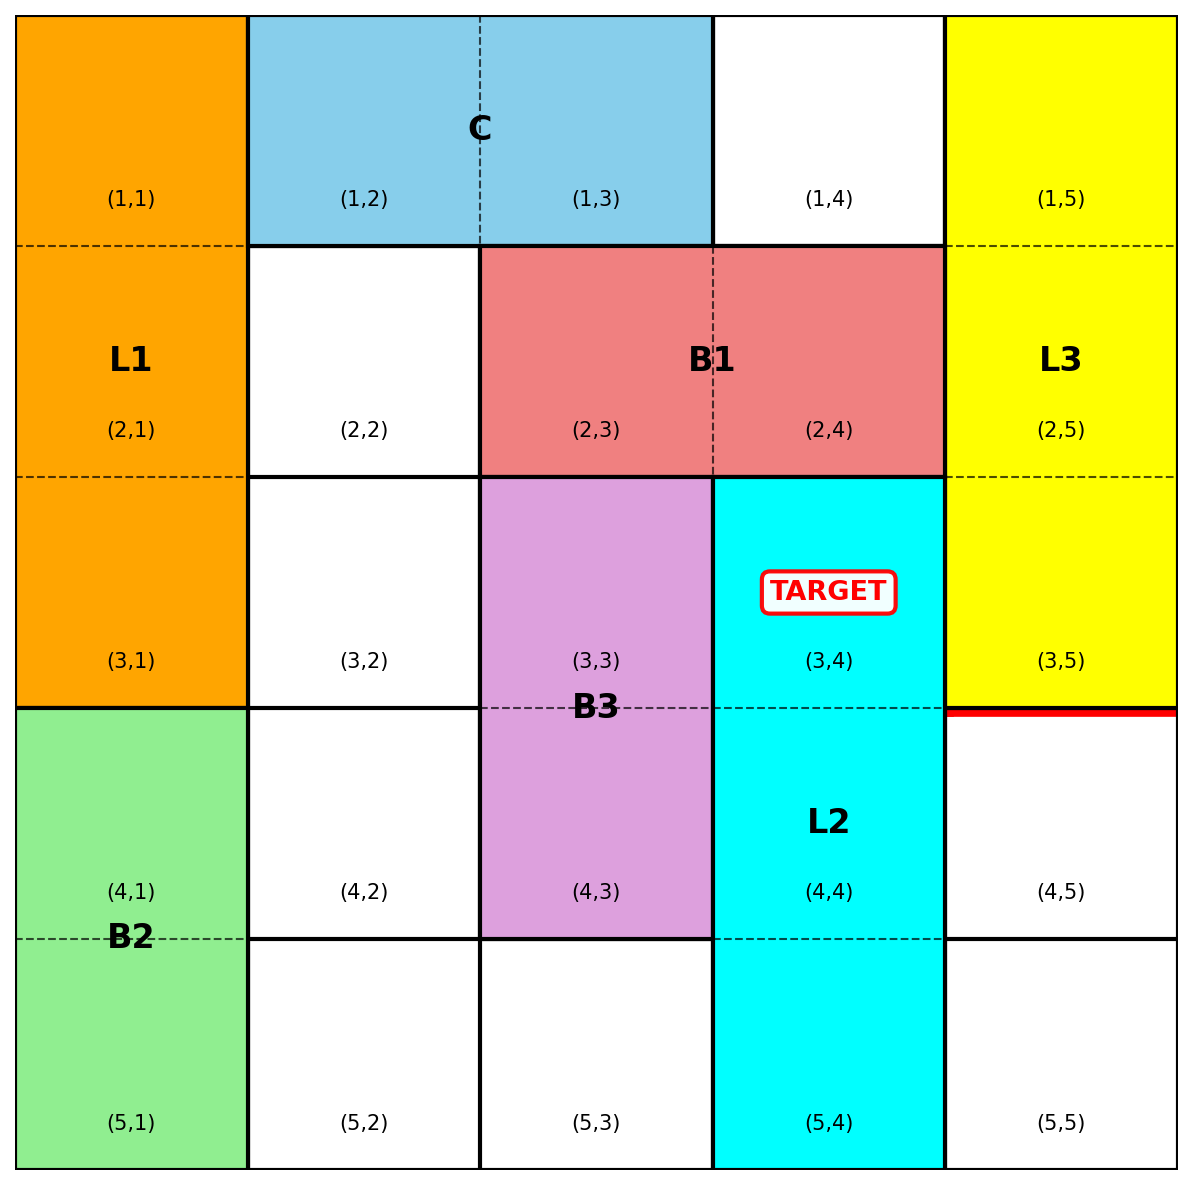 C
(1,1) (1,2) (1,3) (1,4) (1,5)
L1 B1 L3
(2,1) (2,2) (2,3) (2,4) (2,5)
TARGET
(3,1) (3,2) (3,3) (3,4) (3,5)
B3
L2
(4,1) (4,2) (4,3) (4,4) (4,5)
B2
(5,1) (5,2) (5,3) (5,4) (5,5)